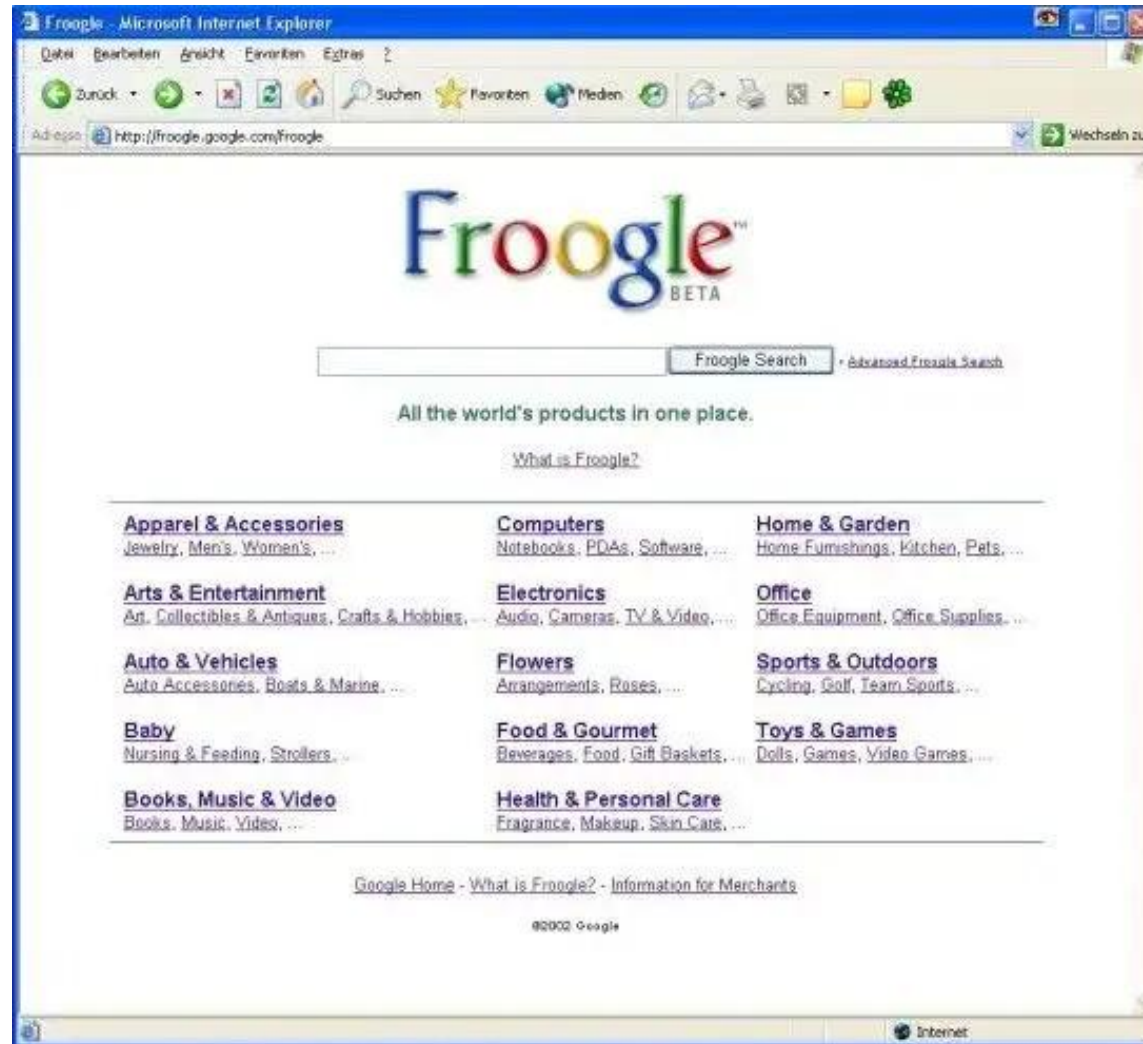 Froogle - Microsoft Internet Explorer
Datei Bearbeiten Ansicht Favoriten Extras ?
Zurück Suchen Favoriten Medien
Adresse http://froogle.google.com/froogle Wechseln zu
Froogle™
BETA
Froogle Search • Advanced Froogle Search
All the world's products in one place.
What is Froogle?
Apparel & Accessories
Jewelry, Men's, Women's, ...
Computers
Notebooks, PDAs, Software, ...
Home & Garden
Home Furnishings, Kitchen, Pets, ...
Arts & Entertainment
Art, Collectibles & Antiques, Crafts & Hobbies, ...
Electronics
Audio, Cameras, TV & Video, ...
Office
Office Equipment, Office Supplies, ...
Auto & Vehicles
Auto Accessories, Boats & Marine, ...
Flowers
Arrangements, Roses, ...
Sports & Outdoors
Cycling, Golf, Team Sports, ...
Baby
Nursing & Feeding, Strollers, ...
Food & Gourmet
Beverages, Food, Gift Baskets, ...
Toys & Games
Dolls, Games, Video Games, ...
Books, Music & Video
Books, Music, Video, ...
Health & Personal Care
Fragrance, Makeup, Skin Care, ...
Google Home - What is Froogle? - Information for Merchants
©2002 Google
Internet